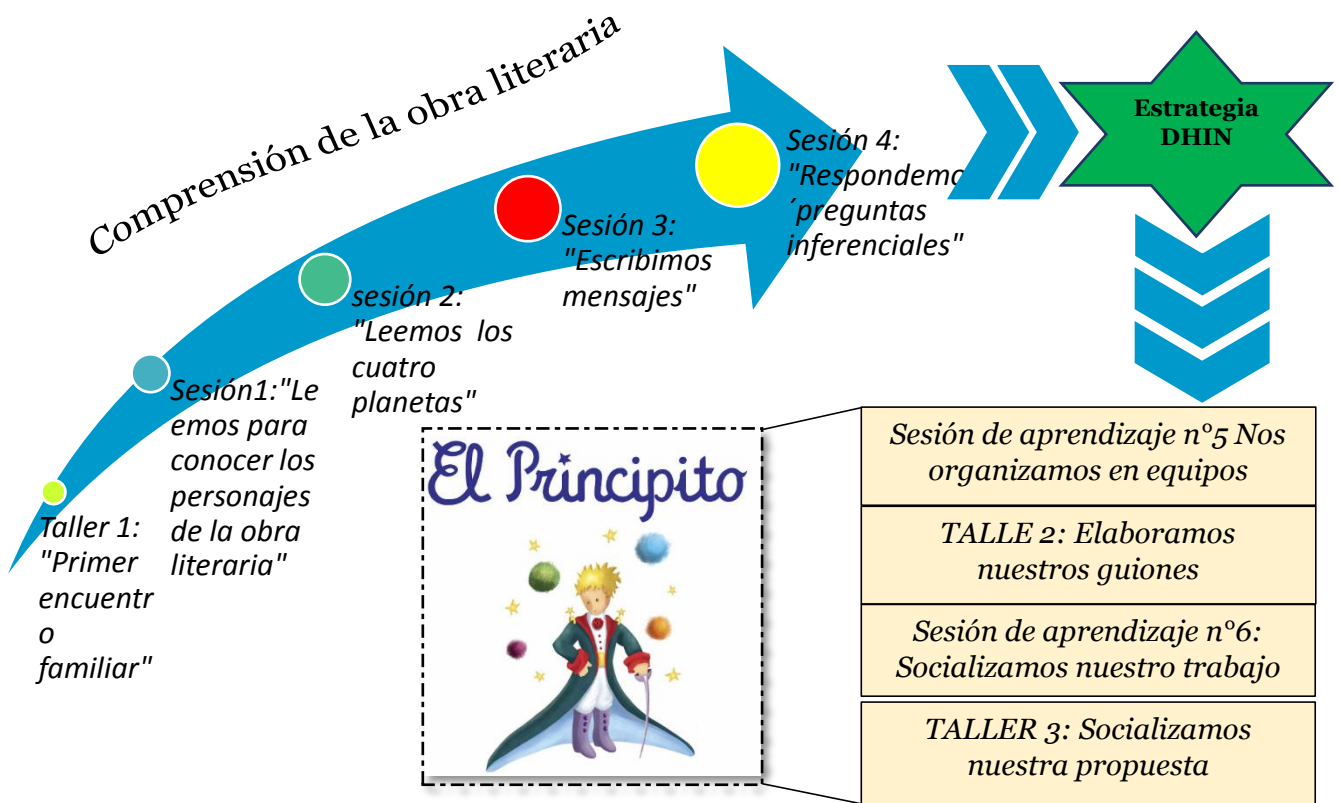 Comprensión de la obra literaria
Taller 1:
"Primer
encuentr
o
familiar"
Sesión1:"Le
emos para
conocer los
personajes
de la obra
literaria"
sesión 2:
"Leemos los
cuatro
planetas"
Sesión 3:
"Escribimos
mensajes"
Sesión 4:
"Respondemo
´preguntas
inferenciales"
Estrategia
DHIN
El Principito
Sesión de aprendizaje n°5 Nos
organizamos en equipos
TALLE 2: Elaboramos
nuestros guiones
Sesión de aprendizaje n°6:
Socializamos nuestro trabajo
TALLER 3: Socializamos
nuestra propuesta